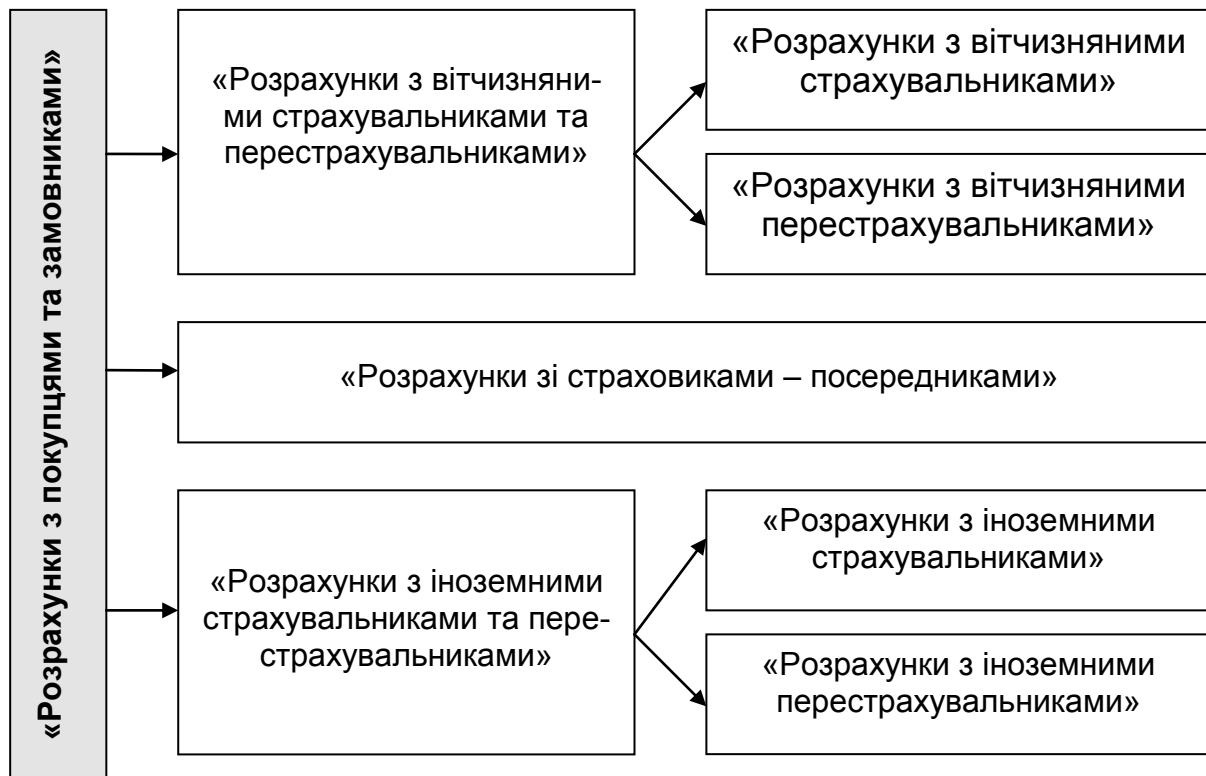 «Розрахунки з покупцями та замовниками»
«Розрахунки з вітчизняни-
ми страхувальниками та
перестрахувальниками»
«Розрахунки з вітчизняними
страхувальниками»
«Розрахунки з вітчизняними
перестрахувальниками»
«Розрахунки зі страховиками – посередниками»
«Розрахунки з іноземними
страхувальниками та пере-
страхувальниками»
«Розрахунки з іноземними
страхувальниками»
«Розрахунки з іноземними
перестрахувальниками»